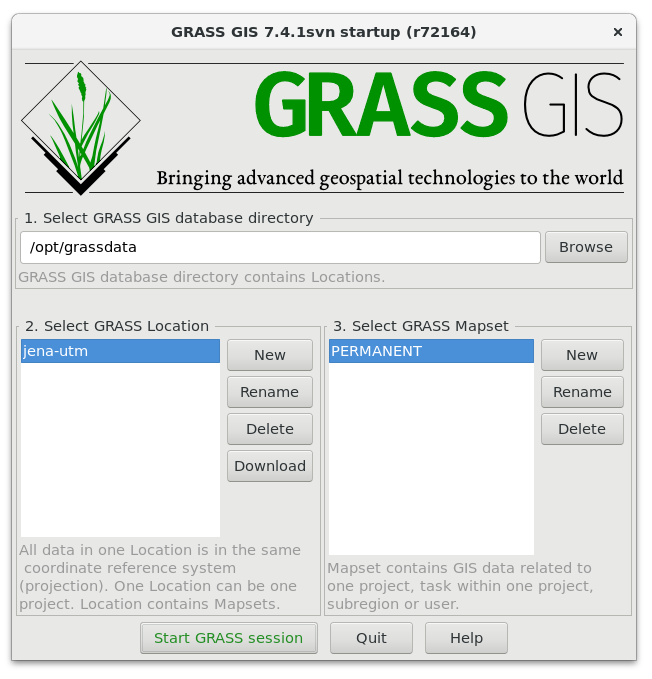 GRASS GIS 7.4.1svn startup (r72164)
×
GRASS GIS
Bringing advanced geospatial technologies to the world
1. Select GRASS GIS database directory
/opt/grassdata
Browse
GRASS GIS database directory contains Locations.
2. Select GRASS Location
jena-utm
New
Rename
Delete
Download
All data in one Location is in the same
coordinate reference system
(projection). One Location can be one
project. Location contains Mapsets.
3. Select GRASS Mapset
PERMANENT
New
Rename
Delete
Mapset contains GIS data related to
one project, task within one project,
subregion or user.
Start GRASS session
Quit
Help